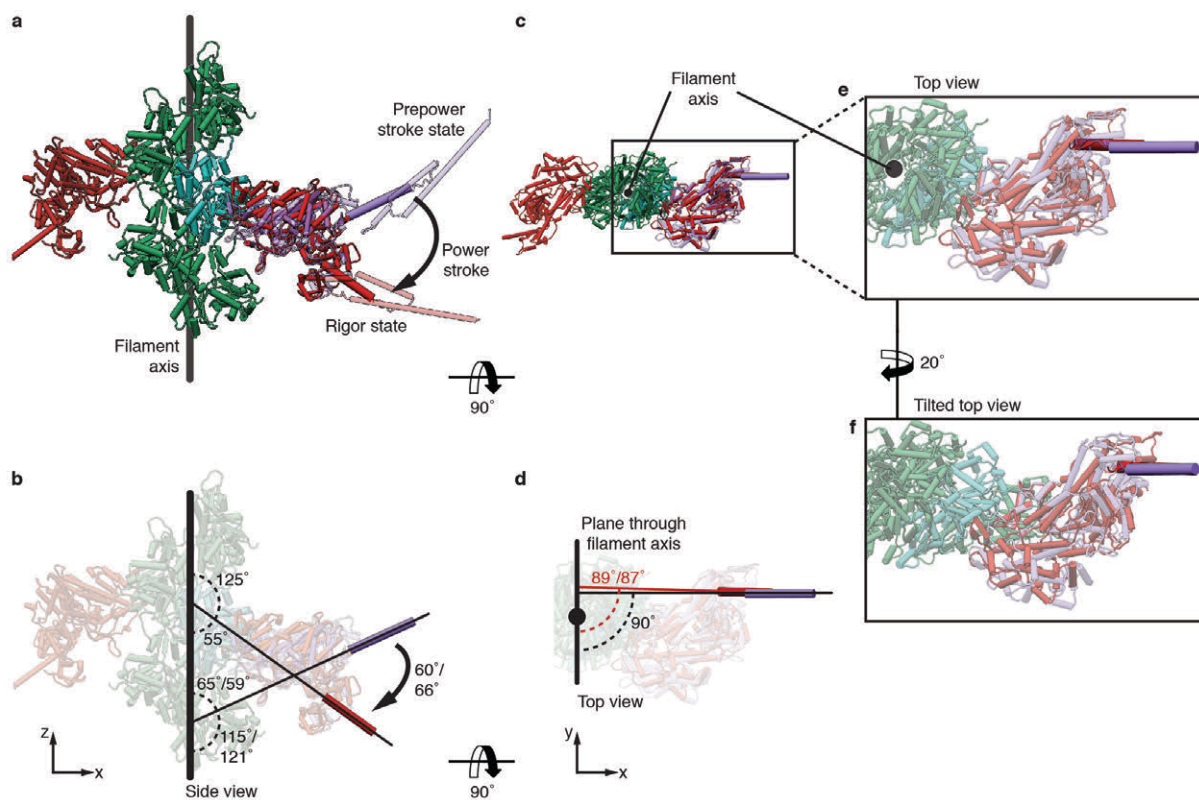 a
Prepower
stroke state
Power
stroke
Rigor state
Filament
axis
90°
b
125°
55°
65°/59°
115°/
121°
60°/
66°
z
x
Side view
90°
c
Filament
axis
e
Top view
20°
Tilted top view
f
d
Plane through
filament axis
89°/87°
90°
Top view
y
x